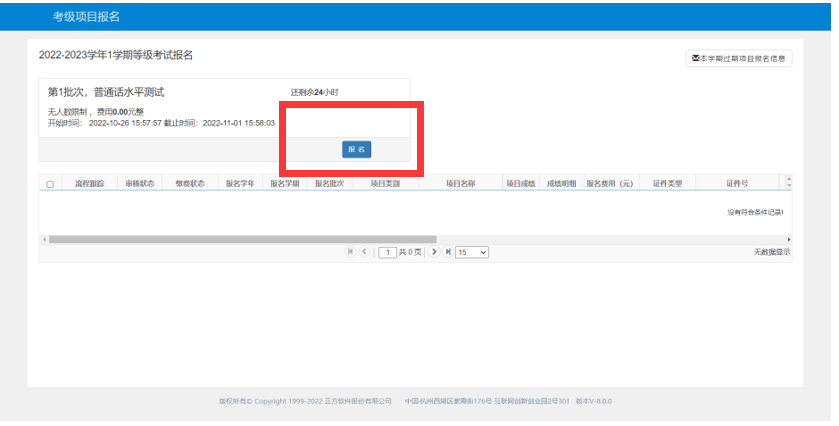 考级项目报名
2022-2023学年1学期等级考试报名
本学期过期项目报名信息
第1批次，普通话水平测试
还剩余24小时
无人数限制 ，费用0.00元整
开始时间： 2022-10-26 15:57:57 截止时间： 2022-11-01 15:58:03
报 名
流程跟踪 审核状态 缴费状态 报名学年 报名学期 报名批次 项目类别 项目名称 项目成绩 成绩明细 报名费用（元） 证件类型 证件号
没有符合条件记录!
1 共 0 页 15
无数据显示
版权所有© Copyright 1999-2022 正方软件股份有限公司 中国·杭州西湖区紫霞街176号 互联网创新创业园2号301 版本V-8.0.0